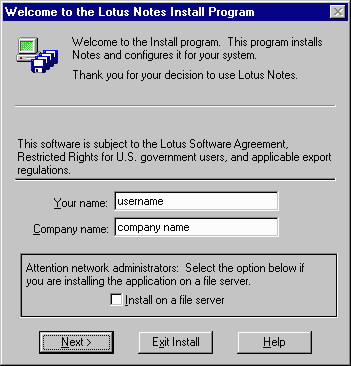 Welcome to the Lotus Notes Install Program
Welcome to the Install program.  This program installs
Notes and configures it for your system.
Thank you for your decision to use Lotus Notes.
This software is subject to the Lotus Software Agreement,
Restricted Rights for U.S. government users, and applicable export
regulations.
Your name: username
Company name: company name
Attention network administrators:  Select the option below if
you are installing the application on a file server.
Install on a file server
Next >
Exit Install
Help